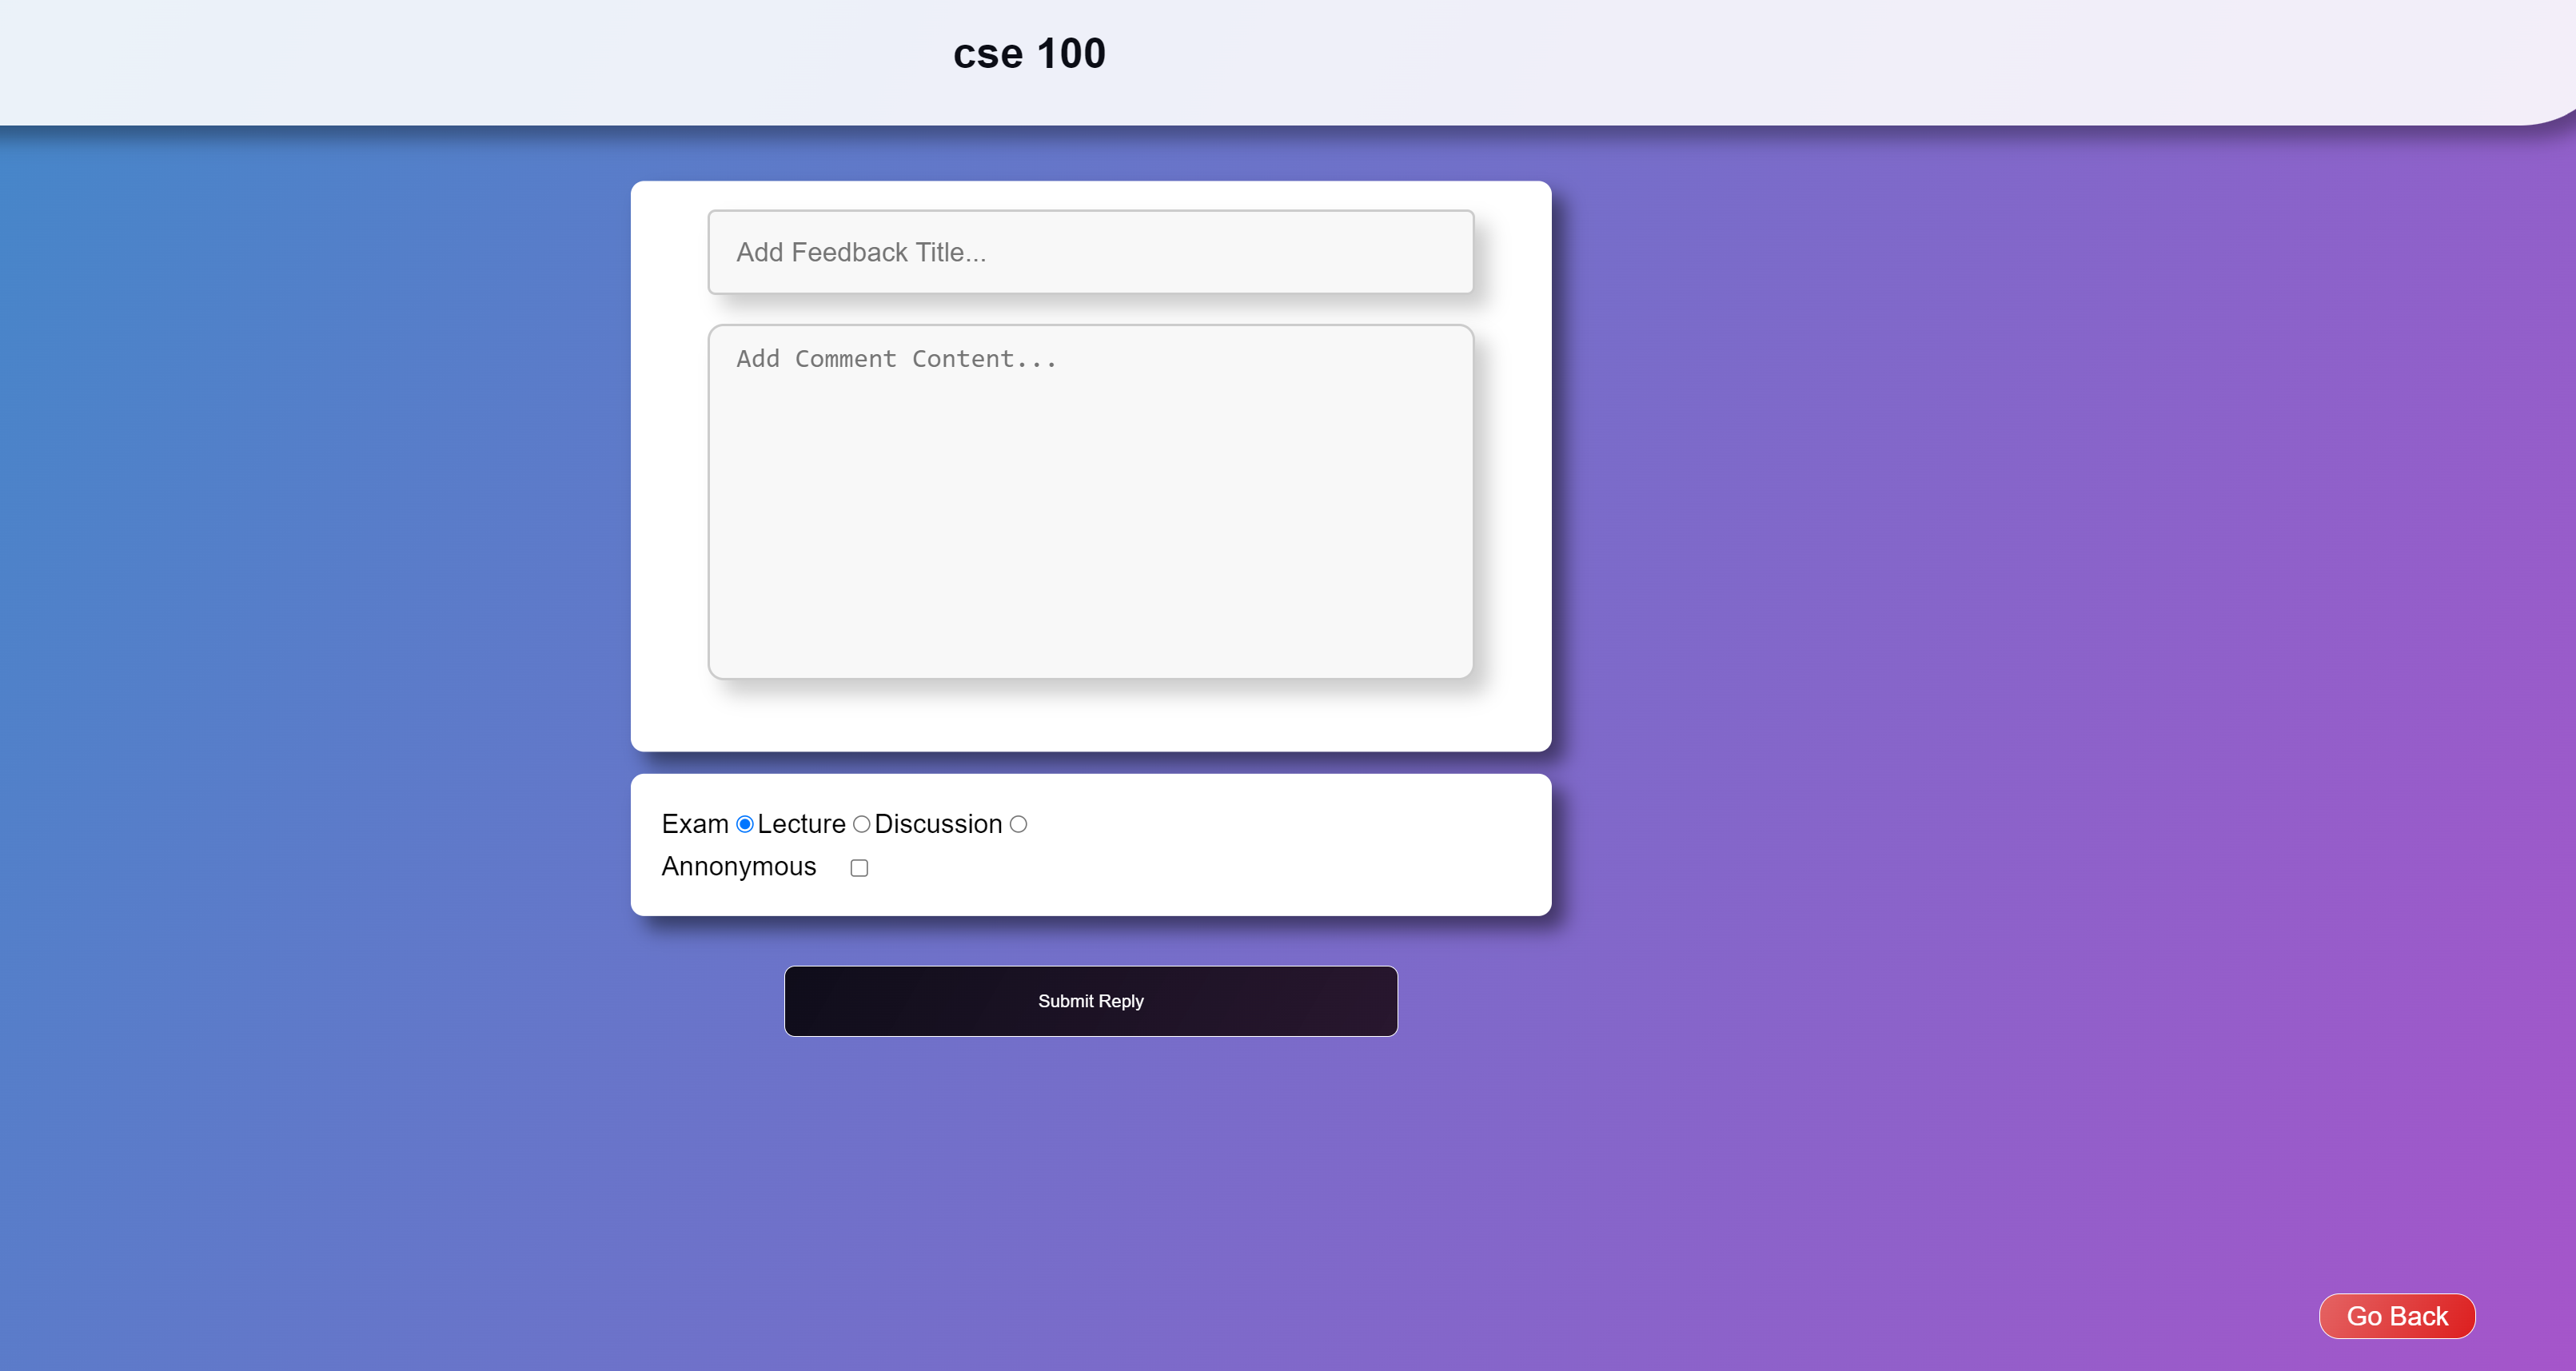 cse 100
Add Feedback Title...
Add Comment Content...
Exam Lecture Discussion
Annonymous
Submit Reply
Go Back